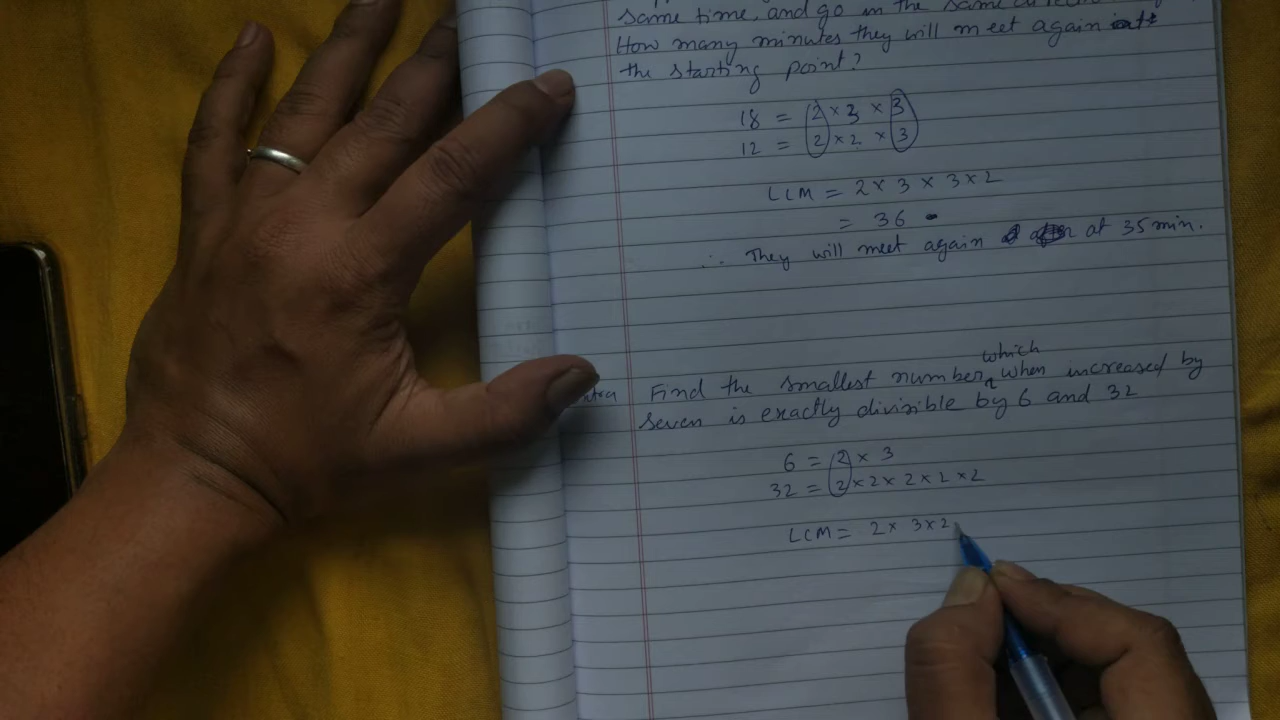 same time, and go in the same
How many minutes they will meet again at
the starting point?
18 = 2 × 3 × 3
12 = 2 × 2 × 3
LCM = 2 × 3 × 3 × 2
= 36
∴ They will meet again at 35 min.
which
Find the smallest number ^ when increased by
seven is exactly divisible by 6 and 32
6 = 2 × 3
32 = 2 × 2 × 2 × 2 × 2
LCM = 2 × 3 × 2